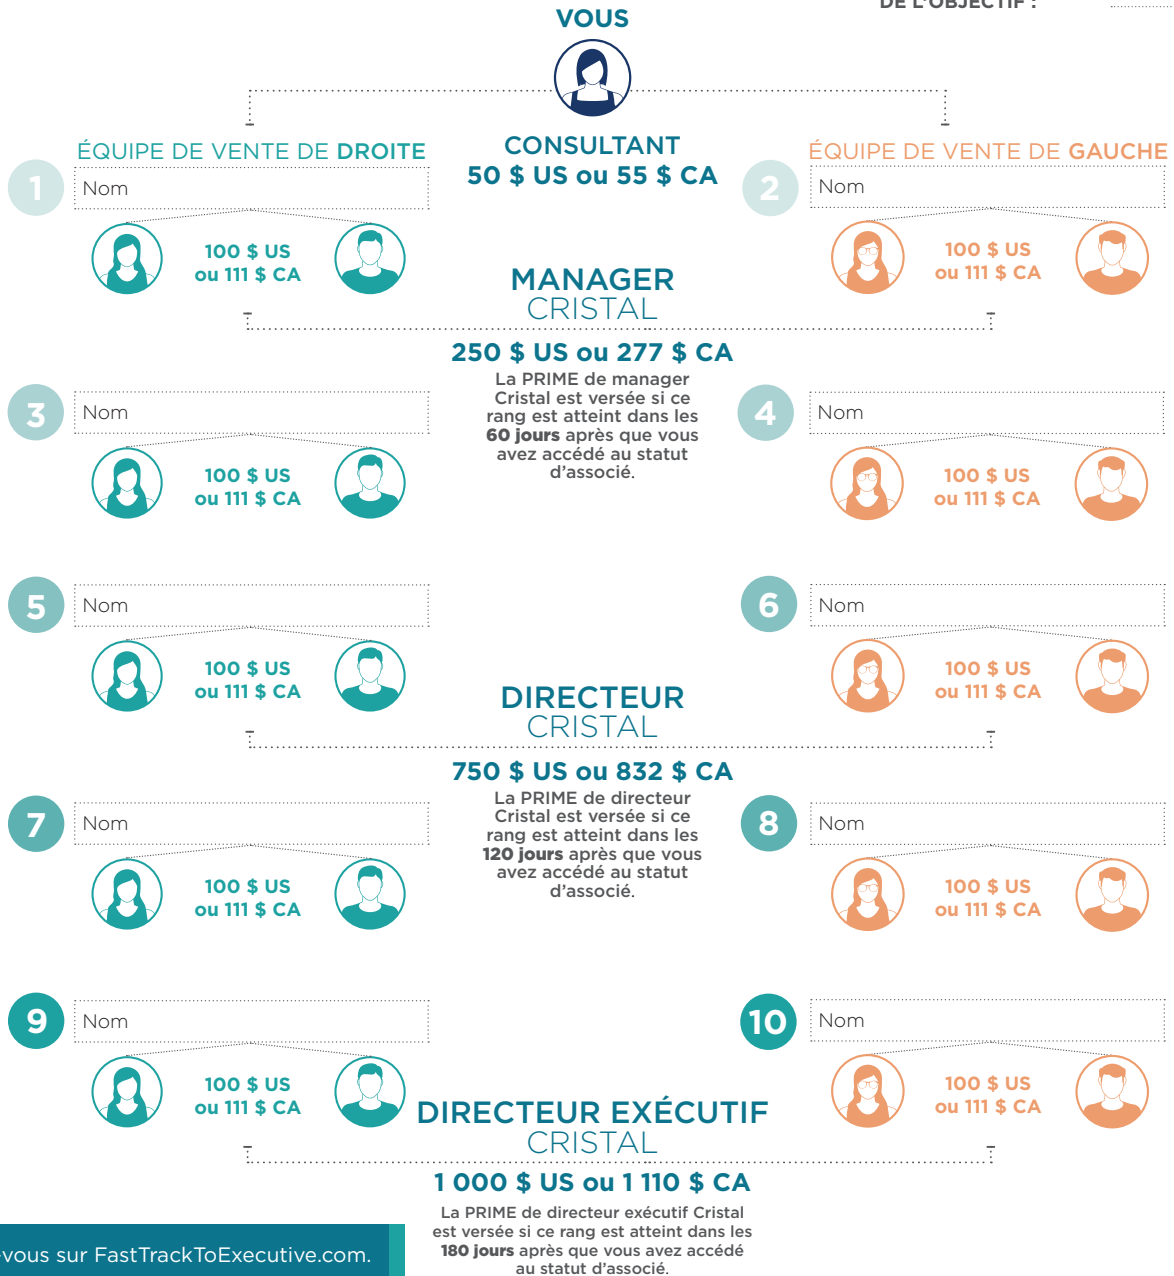 DE L'OBJECTIF :
VOUS
CONSULTANT
50 $ US ou 55 $ CA
ÉQUIPE DE VENTE DE DROITE
1
Nom
100 $ US
ou 111 $ CA
ÉQUIPE DE VENTE DE GAUCHE
2
Nom
100 $ US
ou 111 $ CA
MANAGER
CRISTAL
250 $ US ou 277 $ CA
La PRIME de manager
Cristal est versée si ce
rang est atteint dans les
60 jours après que vous
avez accédé au statut
d'associé.
3
Nom
100 $ US
ou 111 $ CA
4
Nom
100 $ US
ou 111 $ CA
5
Nom
100 $ US
ou 111 $ CA
6
Nom
100 $ US
ou 111 $ CA
DIRECTEUR
CRISTAL
750 $ US ou 832 $ CA
La PRIME de directeur
Cristal est versée si ce
rang est atteint dans les
120 jours après que vous
avez accédé au statut
d'associé.
7
Nom
100 $ US
ou 111 $ CA
8
Nom
100 $ US
ou 111 $ CA
9
Nom
100 $ US
ou 111 $ CA
10
Nom
100 $ US
ou 111 $ CA
DIRECTEUR EXÉCUTIF
CRISTAL
1 000 $ US ou 1 110 $ CA
La PRIME de directeur exécutif Cristal
est versée si ce rang est atteint dans les
180 jours après que vous avez accédé
au statut d'associé.
-vous sur FastTrackToExecutive.com.